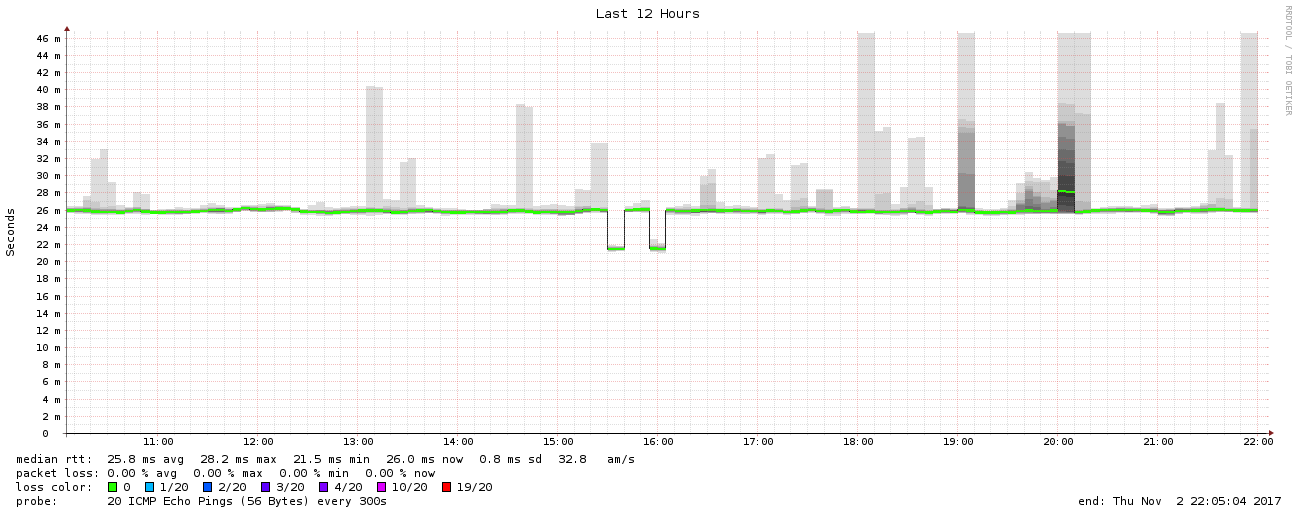 Last 12 Hours
RRDTOOL / TOBI OETIKER
Seconds
46 m
44 m
42 m
40 m
38 m
36 m
34 m
32 m
30 m
28 m
26 m
24 m
22 m
20 m
18 m
16 m
14 m
12 m
10 m
8 m
6 m
4 m
2 m
0
11:00 12:00 13:00 14:00 15:00 16:00 17:00 18:00 19:00 20:00 21:00 22:00
median rtt: 25.8 ms avg 28.2 ms max 21.5 ms min 26.0 ms now 0.8 ms sd 32.8 am/s
packet loss: 0.00 % avg 0.00 % max 0.00 % min 0.00 % now
loss color: 0 1/20 2/20 3/20 4/20 10/20 19/20
probe: 20 ICMP Echo Pings (56 Bytes) every 300s end: Thu Nov 2 22:05:04 2017